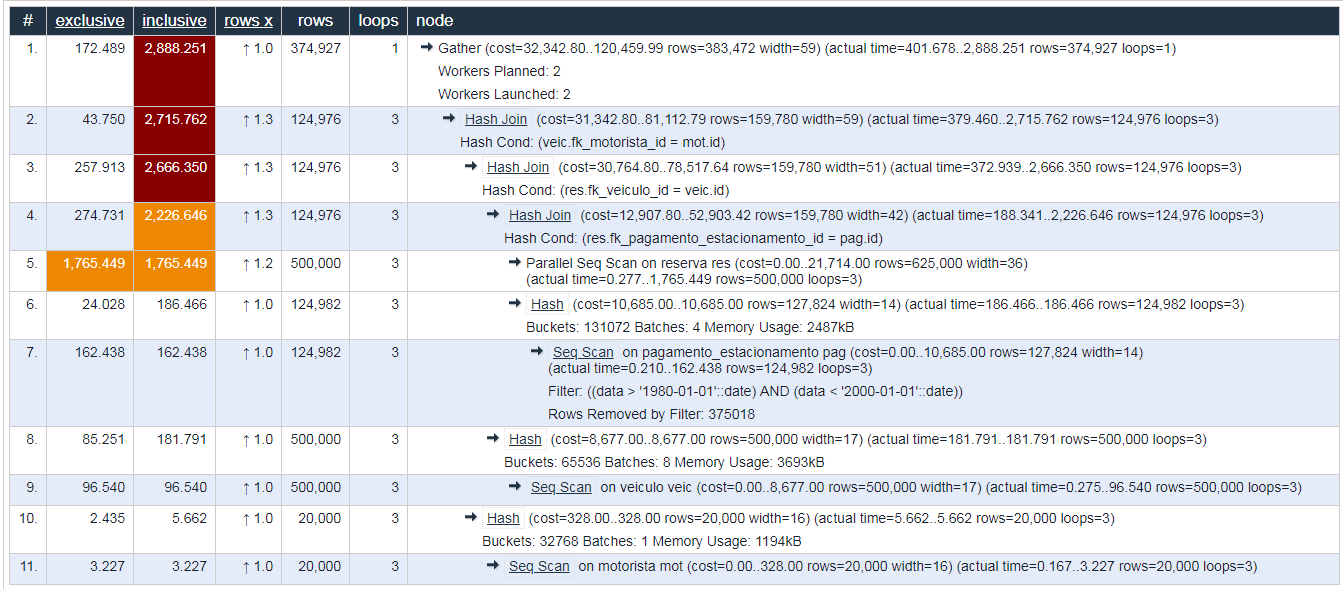 # exclusive inclusive rows x rows loops node
1. 172.489 2,888.251 ↑ 1.0 374,927 1 ➔ Gather (cost=32,342.80..120,459.99 rows=383,472 width=59) (actual time=401.678..2,888.251 rows=374,927 loops=1)
Workers Planned: 2
Workers Launched: 2
2. 43.750 2,715.762 ↑ 1.3 124,976 3 ➔ Hash Join (cost=31,342.80..81,112.79 rows=159,780 width=59) (actual time=379.460..2,715.762 rows=124,976 loops=3)
Hash Cond: (veic.fk_motorista_id = mot.id)
3. 257.913 2,666.350 ↑ 1.3 124,976 3 ➔ Hash Join (cost=30,764.80..78,517.64 rows=159,780 width=51) (actual time=372.939..2,666.350 rows=124,976 loops=3)
Hash Cond: (res.fk_veiculo_id = veic.id)
4. 274.731 2,226.646 ↑ 1.3 124,976 3 ➔ Hash Join (cost=12,907.80..52,903.42 rows=159,780 width=42) (actual time=188.341..2,226.646 rows=124,976 loops=3)
Hash Cond: (res.fk_pagamento_estacionamento_id = pag.id)
5. 1,765.449 1,765.449 ↑ 1.2 500,000 3 ➔ Parallel Seq Scan on reserva res (cost=0.00..21,714.00 rows=625,000 width=36)
(actual time=0.277..1,765.449 rows=500,000 loops=3)
6. 24.028 186.466 ↑ 1.0 124,982 3 ➔ Hash (cost=10,685.00..10,685.00 rows=127,824 width=14) (actual time=186.466..186.466 rows=124,982 loops=3)
Buckets: 131072 Batches: 4 Memory Usage: 2487kB
7. 162.438 162.438 ↑ 1.0 124,982 3 ➔ Seq Scan on pagamento_estacionamento pag (cost=0.00..10,685.00 rows=127,824 width=14)
(actual time=0.210..162.438 rows=124,982 loops=3)
Filter: ((data > '1980-01-01'::date) AND (data < '2000-01-01'::date))
Rows Removed by Filter: 375018
8. 85.251 181.791 ↑ 1.0 500,000 3 ➔ Hash (cost=8,677.00..8,677.00 rows=500,000 width=17) (actual time=181.791..181.791 rows=500,000 loops=3)
Buckets: 65536 Batches: 8 Memory Usage: 3693kB
9. 96.540 96.540 ↑ 1.0 500,000 3 ➔ Seq Scan on veiculo veic (cost=0.00..8,677.00 rows=500,000 width=17) (actual time=0.275..96.540 rows=500,000 loops=3)
10. 2.435 5.662 ↑ 1.0 20,000 3 ➔ Hash (cost=328.00..328.00 rows=20,000 width=16) (actual time=5.662..5.662 rows=20,000 loops=3)
Buckets: 32768 Batches: 1 Memory Usage: 1194kB
11. 3.227 3.227 ↑ 1.0 20,000 3 ➔ Seq Scan on motorista mot (cost=0.00..328.00 rows=20,000 width=16) (actual time=0.167..3.227 rows=20,000 loops=3)